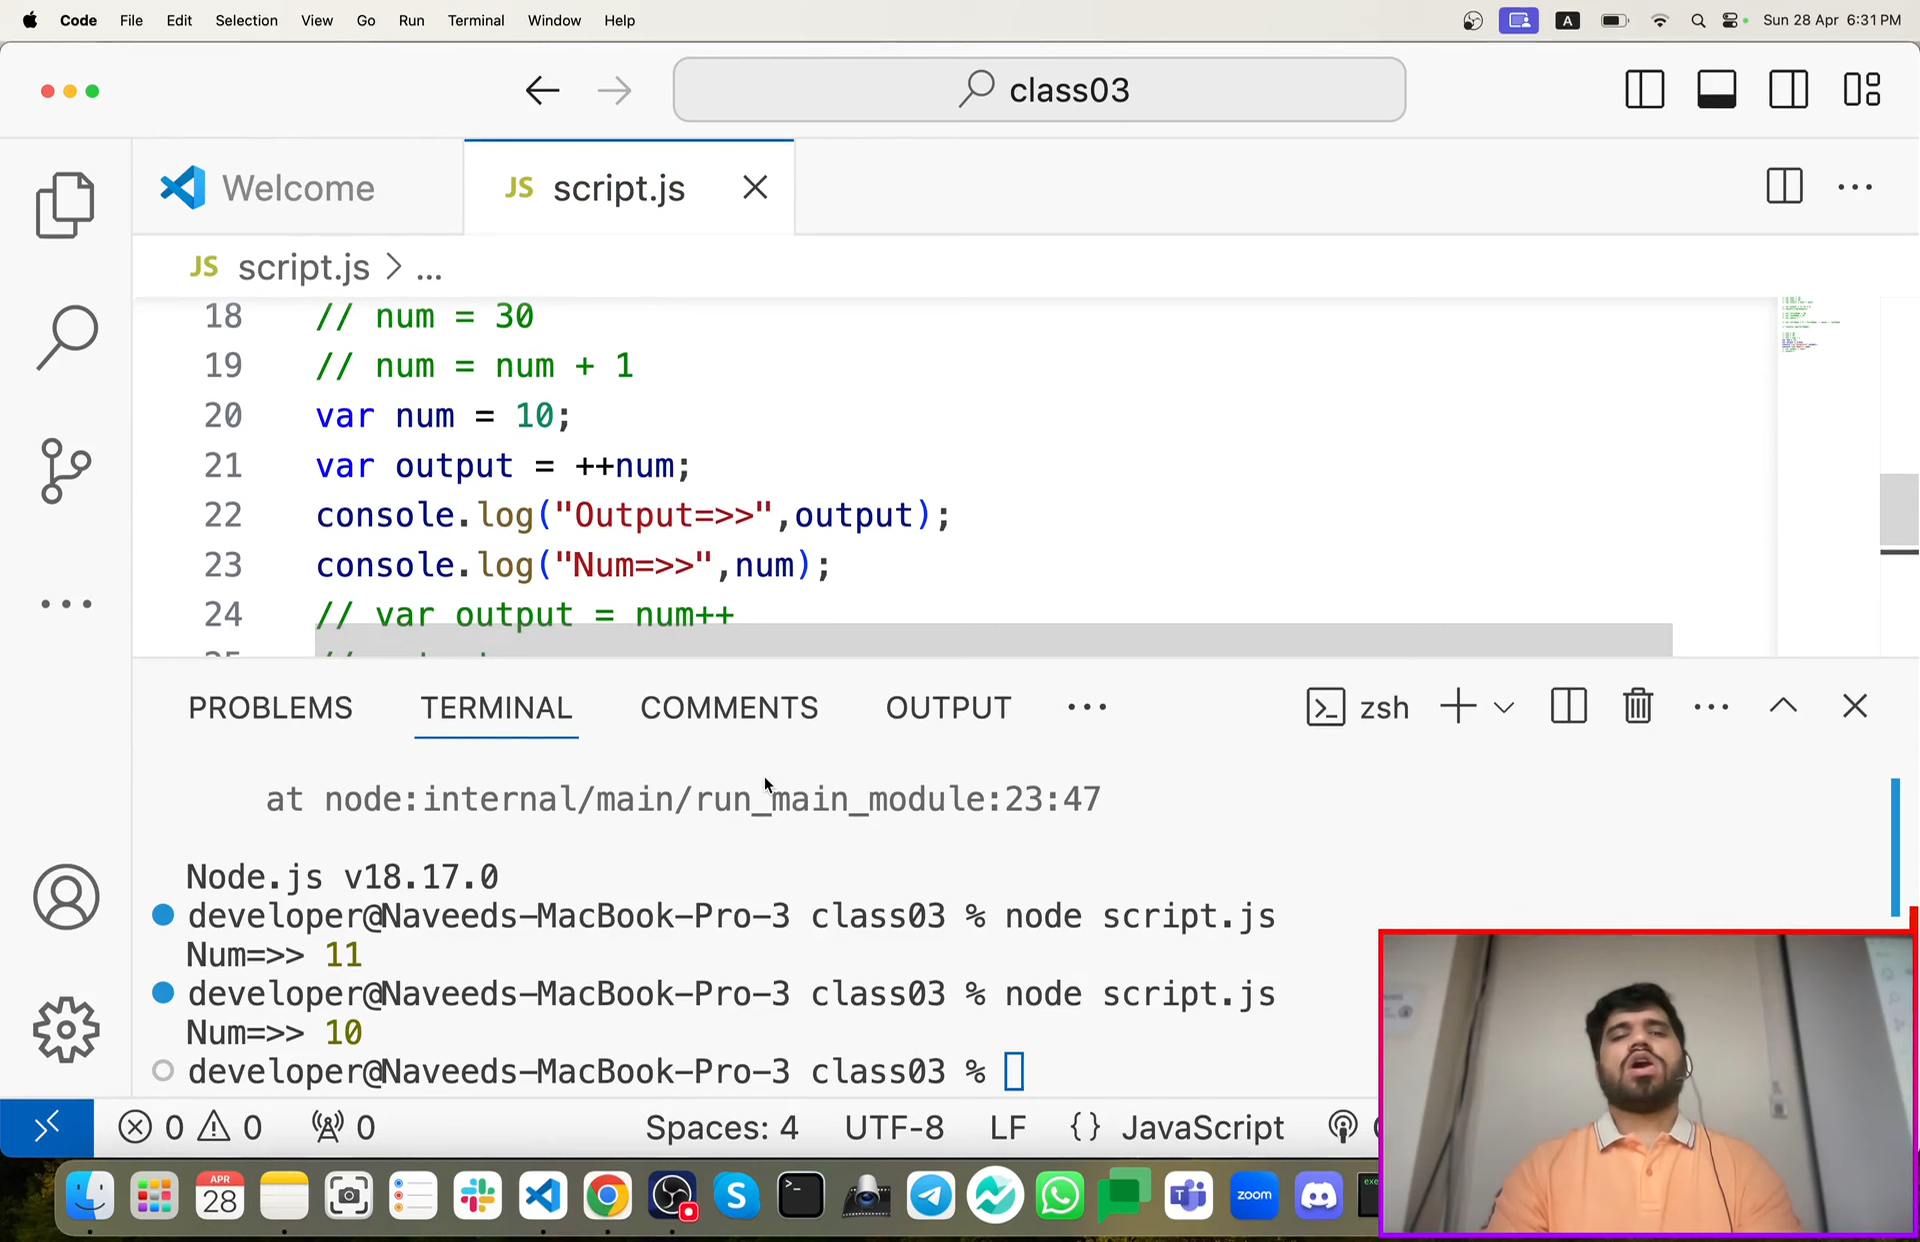 Code File Edit Selection View Go Run Terminal Window Help A Sun 28 Apr 6:31 PM
class03
Welcome JS script.js
JS script.js > ...
18 // num = 30
19 // num = num + 1
20 var num = 10;
21 var output = ++num;
22 console.log("Output=>>",output);
23 console.log("Num=>>",num);
24 // var output = num++
PROBLEMS TERMINAL COMMENTS OUTPUT zsh
at node:internal/main/run_main_module:23:47
Node.js v18.17.0
developer@Naveeds-MacBook-Pro-3 class03 % node script.js
Num=>> 11
developer@Naveeds-MacBook-Pro-3 class03 % node script.js
Num=>> 10
developer@Naveeds-MacBook-Pro-3 class03 %
0 0 0 Spaces: 4 UTF-8 LF {} JavaScript
APR
28
zoom